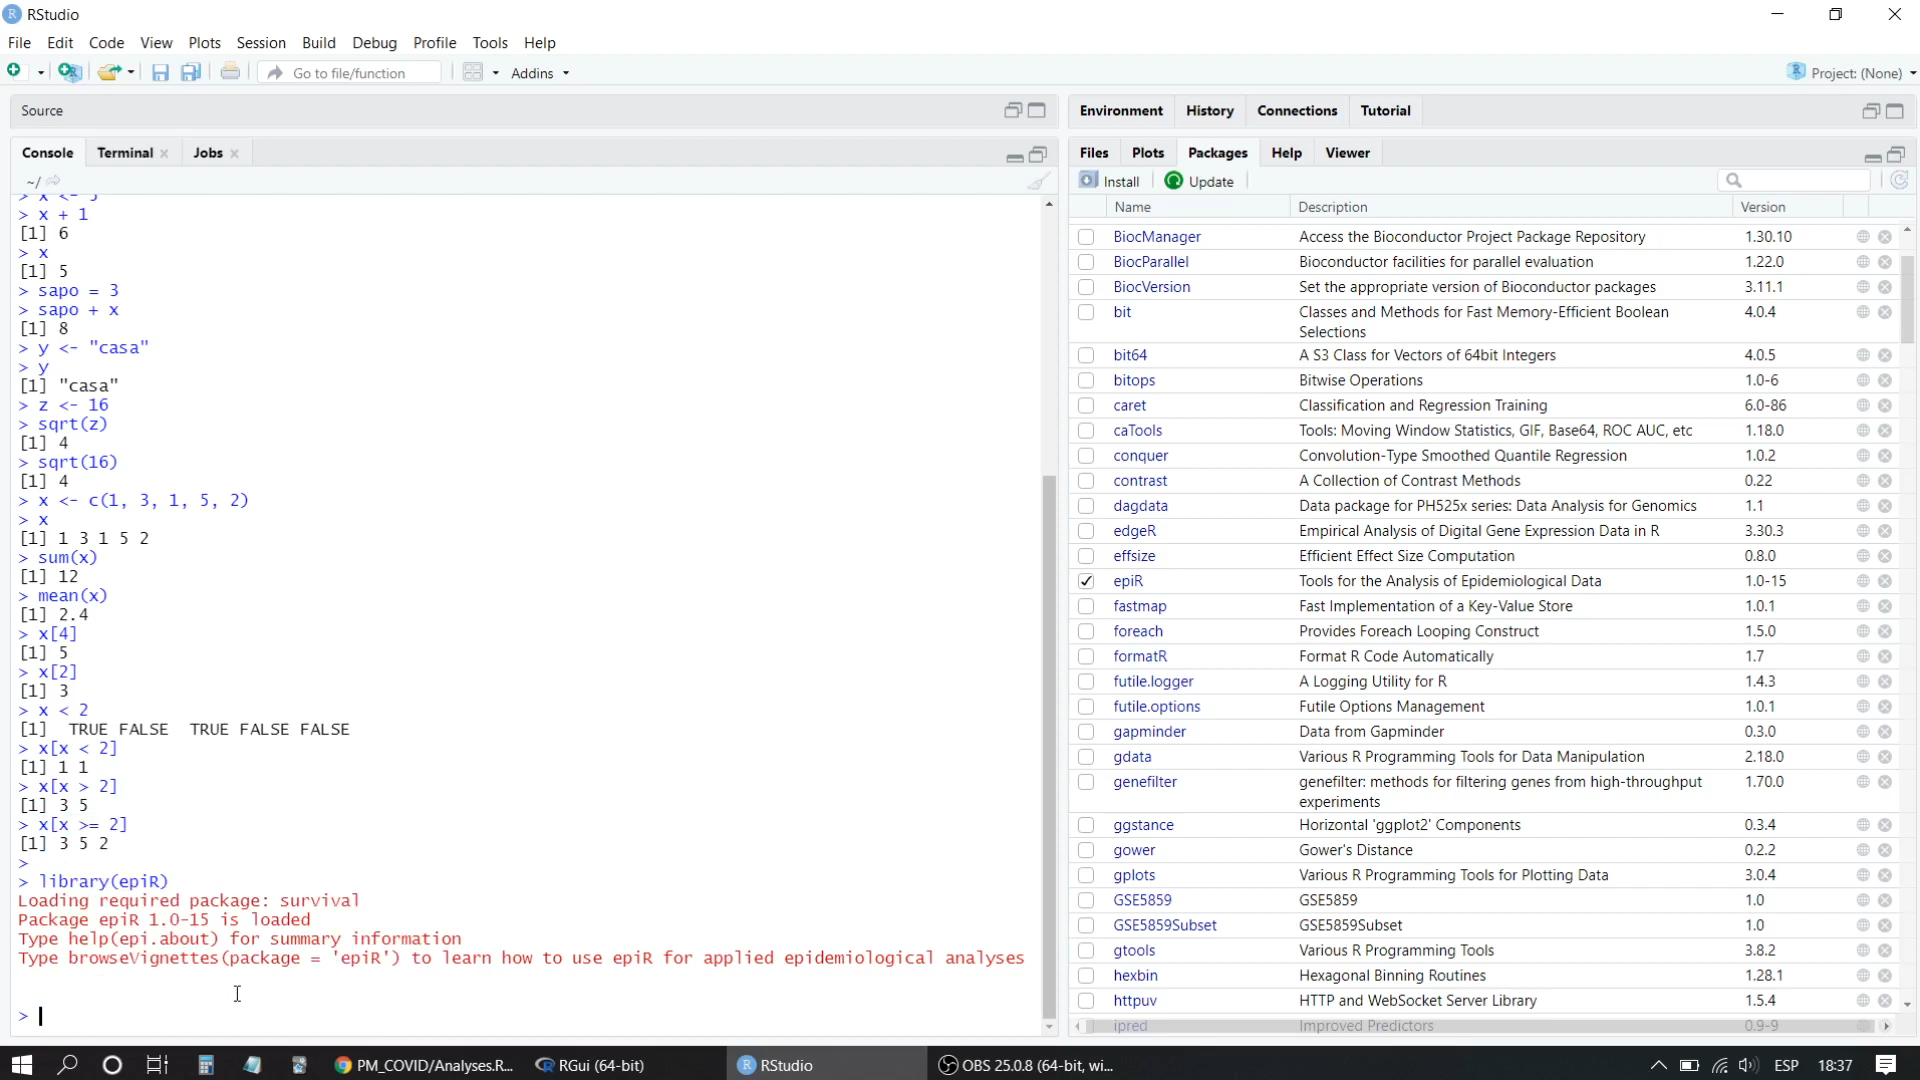 RStudio
File Edit Code View Plots Session Build Debug Profile Tools Help
Go to file/function Addins Project: (None)
Source
Console Terminal Jobs
~/
> x <- 5
> x + 1
[1] 6
> x
[1] 5
> sapo = 3
> sapo + x
[1] 8
> y <- "casa"
> y
[1] "casa"
> z <- 16
> sqrt(z)
[1] 4
> sqrt(16)
[1] 4
> x <- c(1, 3, 1, 5, 2)
> x
[1] 1 3 1 5 2
> sum(x)
[1] 12
> mean(x)
[1] 2.4
> x[4]
[1] 5
> x[2]
[1] 3
> x < 2
[1]  TRUE FALSE  TRUE FALSE FALSE
> x[x < 2]
[1] 1 1
> x[x > 2]
[1] 3 5
> x[x >= 2]
[1] 3 5 2
>
> library(epiR)
Loading required package: survival
Package epiR 1.0-15 is loaded
Type help(epi.about) for summary information
Type browseVignettes(package = 'epiR') to learn how to use epiR for applied epidemiological analyses
>
Environment History Connections Tutorial
Files Plots Packages Help Viewer
Install Update
Name Description Version
BiocManager Access the Bioconductor Project Package Repository 1.30.10
BiocParallel Bioconductor facilities for parallel evaluation 1.22.0
BiocVersion Set the appropriate version of Bioconductor packages 3.11.1
bit Classes and Methods for Fast Memory-Efficient Boolean 4.0.4
Selections
bit64 A S3 Class for Vectors of 64bit Integers 4.0.5
bitops Bitwise Operations 1.0-6
caret Classification and Regression Training 6.0-86
caTools Tools: Moving Window Statistics, GIF, Base64, ROC AUC, etc 1.18.0
conquer Convolution-Type Smoothed Quantile Regression 1.0.2
contrast A Collection of Contrast Methods 0.22
dagdata Data package for PH525x series: Data Analysis for Genomics 1.1
edgeR Empirical Analysis of Digital Gene Expression Data in R 3.30.3
effsize Efficient Effect Size Computation 0.8.0
epiR Tools for the Analysis of Epidemiological Data 1.0-15
fastmap Fast Implementation of a Key-Value Store 1.0.1
foreach Provides Foreach Looping Construct 1.5.0
formatR Format R Code Automatically 1.7
futile.logger A Logging Utility for R 1.4.3
futile.options Futile Options Management 1.0.1
gapminder Data from Gapminder 0.3.0
gdata Various R Programming Tools for Data Manipulation 2.18.0
genefilter genefilter: methods for filtering genes from high-throughput 1.70.0
experiments
ggstance Horizontal 'ggplot2' Components 0.3.4
gower Gower's Distance 0.2.2
gplots Various R Programming Tools for Plotting Data 3.0.4
GSE5859 GSE5859 1.0
GSE5859Subset GSE5859Subset 1.0
gtools Various R Programming Tools 3.8.2
hexbin Hexagonal Binning Routines 1.28.1
httpuv HTTP and WebSocket Server Library 1.5.4
ipred Improved Predictors 0.9-9
PM_COVID/Analyses.R... RGui (64-bit) RStudio OBS 25.0.8 (64-bit, wi... ESP 18:37